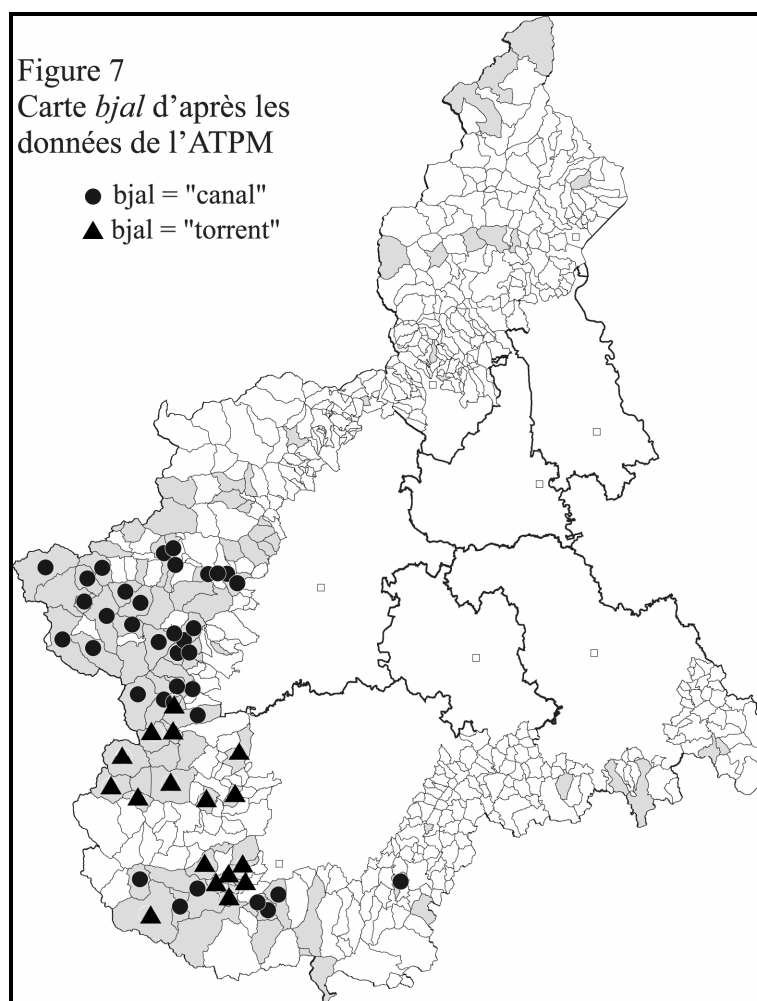 Figure 7
Carte bjal d'après les
données de l'ATPM
bjal = "canal"
bjal = "torrent"